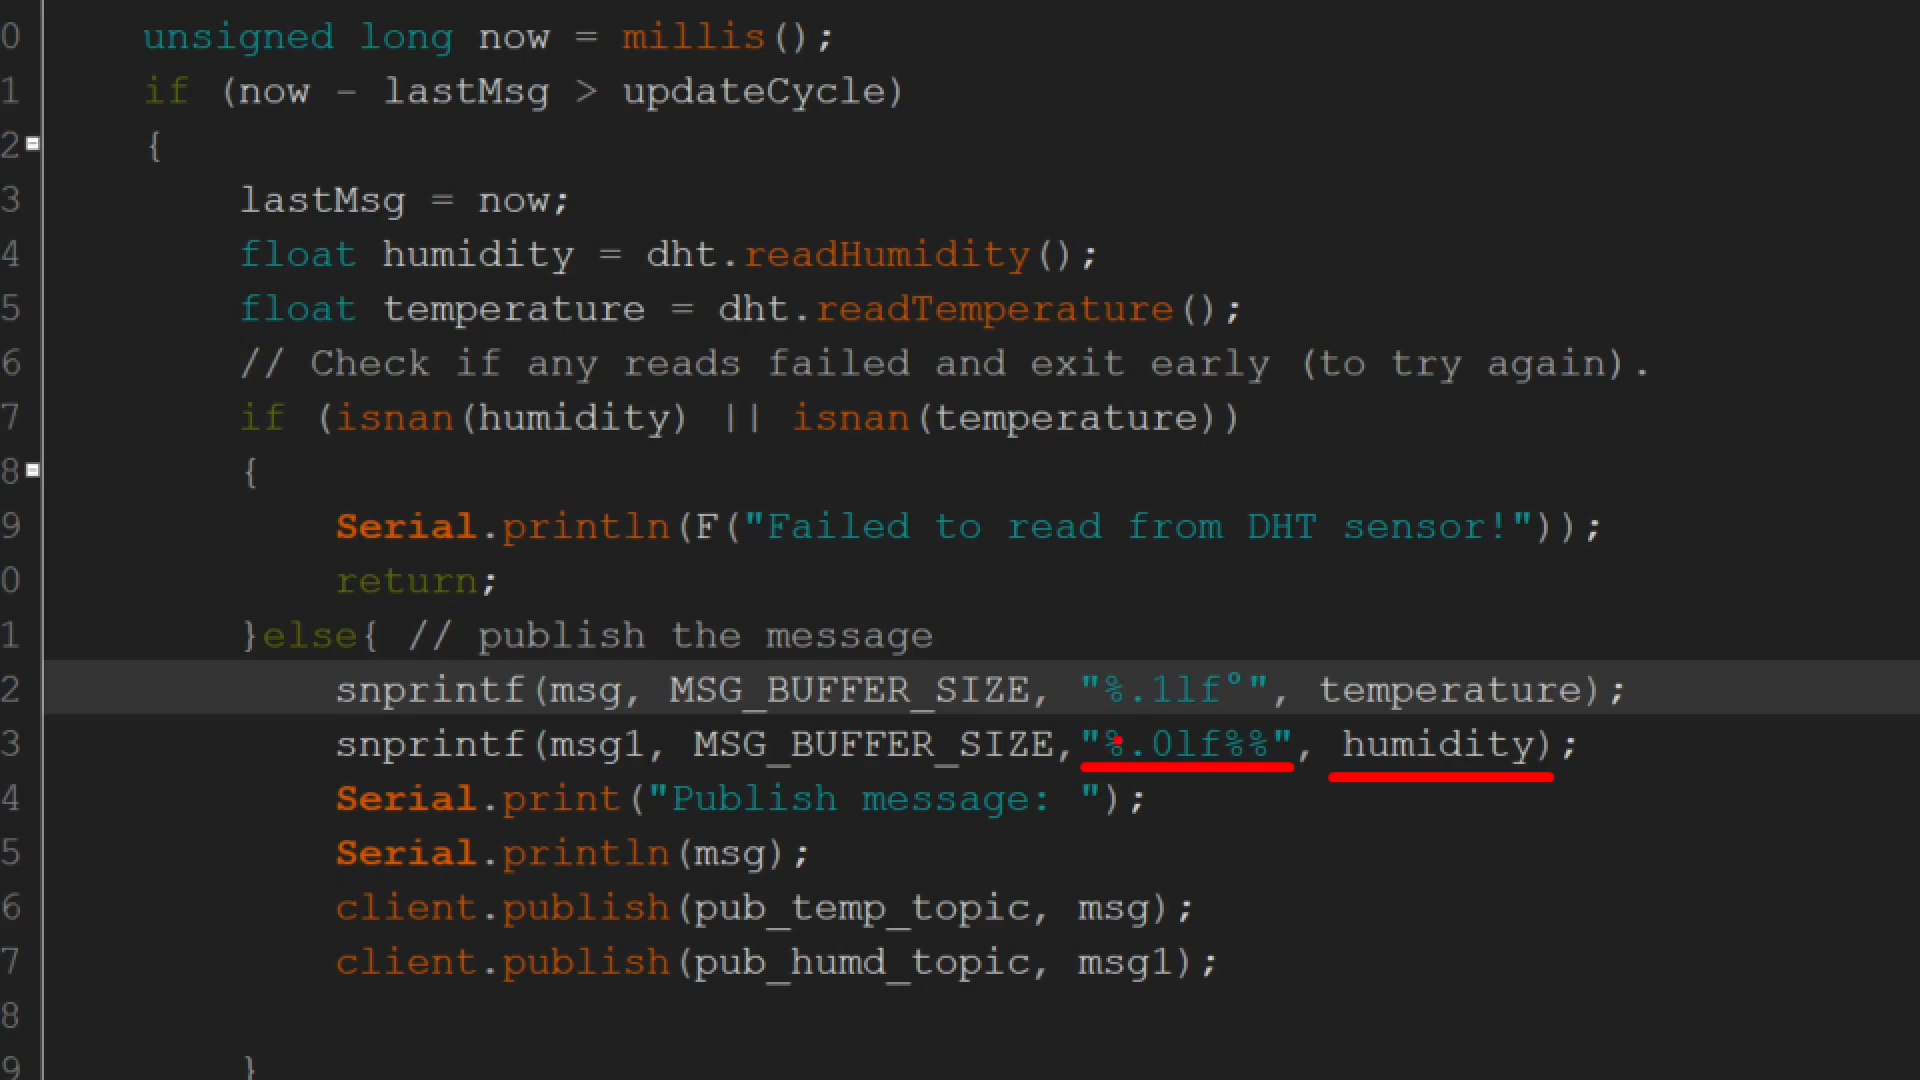 0 unsigned long now = millis();
1 if (now - lastMsg > updateCycle)
2 {
3 lastMsg = now;
4 float humidity = dht.readHumidity();
5 float temperature = dht.readTemperature();
6 // Check if any reads failed and exit early (to try again).
7 if (isnan(humidity) || isnan(temperature))
8 {
9 Serial.println(F("Failed to read from DHT sensor!"));
0 return;
1 }else{ // publish the message
2 snprintf(msg, MSG_BUFFER_SIZE, "%.1lf°", temperature);
3 snprintf(msg1, MSG_BUFFER_SIZE,"%.0lf%%", humidity);
4 Serial.print("Publish message: ");
5 Serial.println(msg);
6 client.publish(pub_temp_topic, msg);
7 client.publish(pub_humd_topic, msg1);
8
9 }